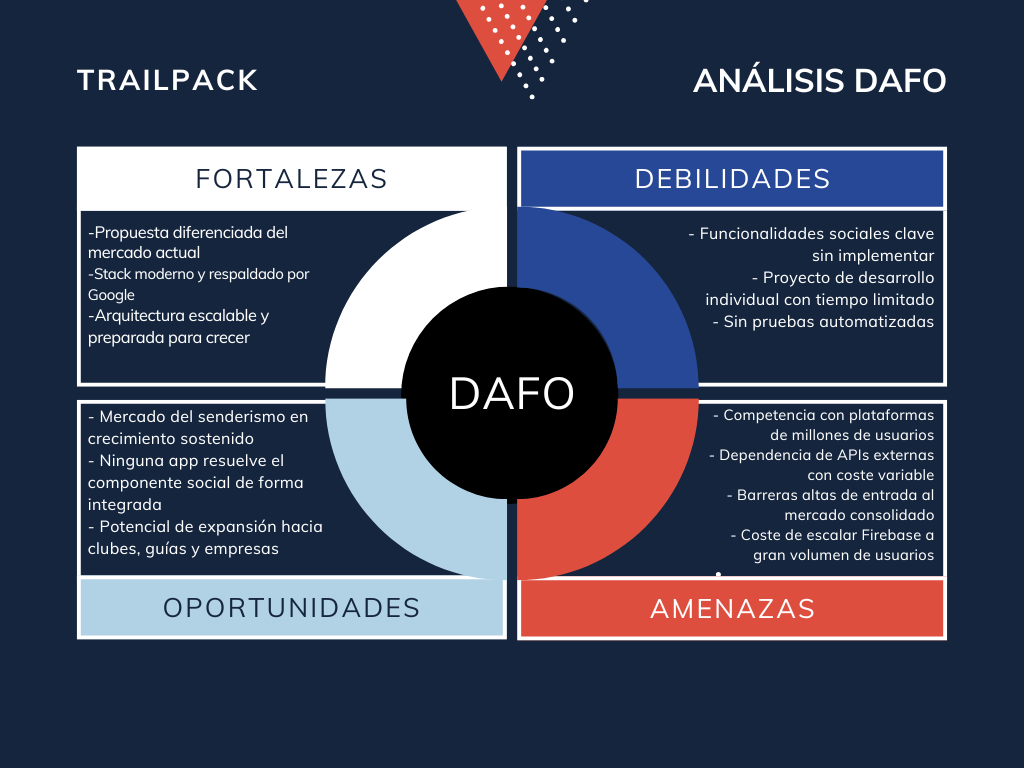 TRAILPACK
ANÁLISIS DAFO
FORTALEZAS
-Propuesta diferenciada del
mercado actual
-Stack moderno y respaldado por
Google
-Arquitectura escalable y
preparada para crecer
DEBILIDADES
- Funcionalidades sociales clave
sin implementar
- Proyecto de desarrollo
individual con tiempo limitado
- Sin pruebas automatizadas
DAFO
- Mercado del senderismo en
crecimiento sostenido
- Ninguna app resuelve el
componente social de forma
integrada
- Potencial de expansión hacia
clubes, guías y empresas
OPORTUNIDADES
- Competencia con plataformas
de millones de usuarios
- Dependencia de APIs externas
con coste variable
- Barreras altas de entrada al
mercado consolidado
- Coste de escalar Firebase a
gran volumen de usuarios
AMENAZAS